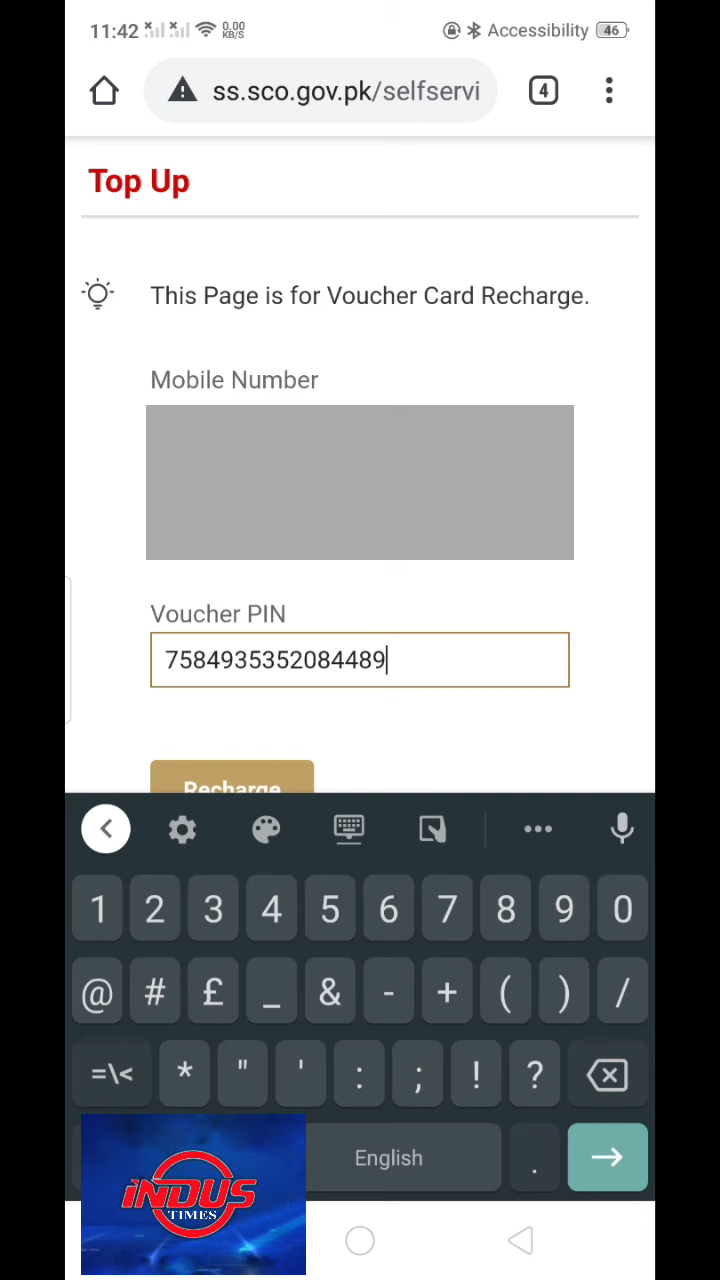 11:42 0.00 KB/S Accessibility 46
ss.sco.gov.pk/selfservi 4
Top Up
This Page is for Voucher Card Recharge.
Mobile Number
Voucher PIN
7584935352084489
Recharge
1 2 3 4 5 6 7 8 9 0
@ # £ _ & - + ( ) /
=\< * " ' : ; ! ?
English .
iNDUS
TIMES